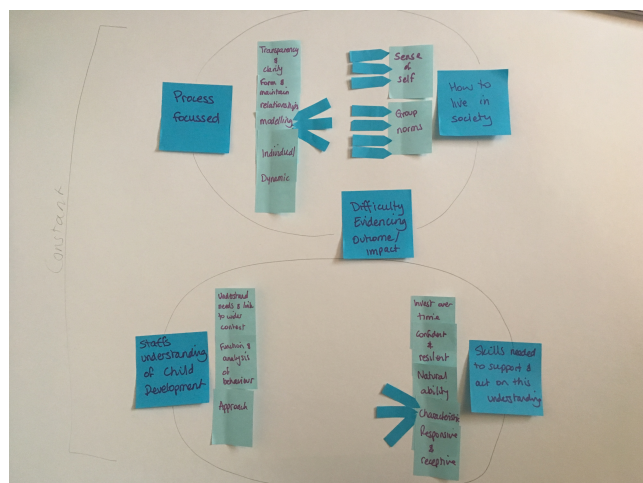 Constant
Process
focussed
Transparency
&
clarity
Form &
maintain
relationships
modelling
Individual
Dynamic
Sense
of
self
Group
norms
How to
live in
society
Difficulty
Evidencing
Outcome/
impact
Staffs
understanding
of Child
Development
Understand
needs & link
to wider
context
Function &
analysis
of
behaviour
Approach
Invest over
time
Confident
&
resilient
Natural
ability
Responsive
&
receptive
Skills needed
to support &
act on this
understanding